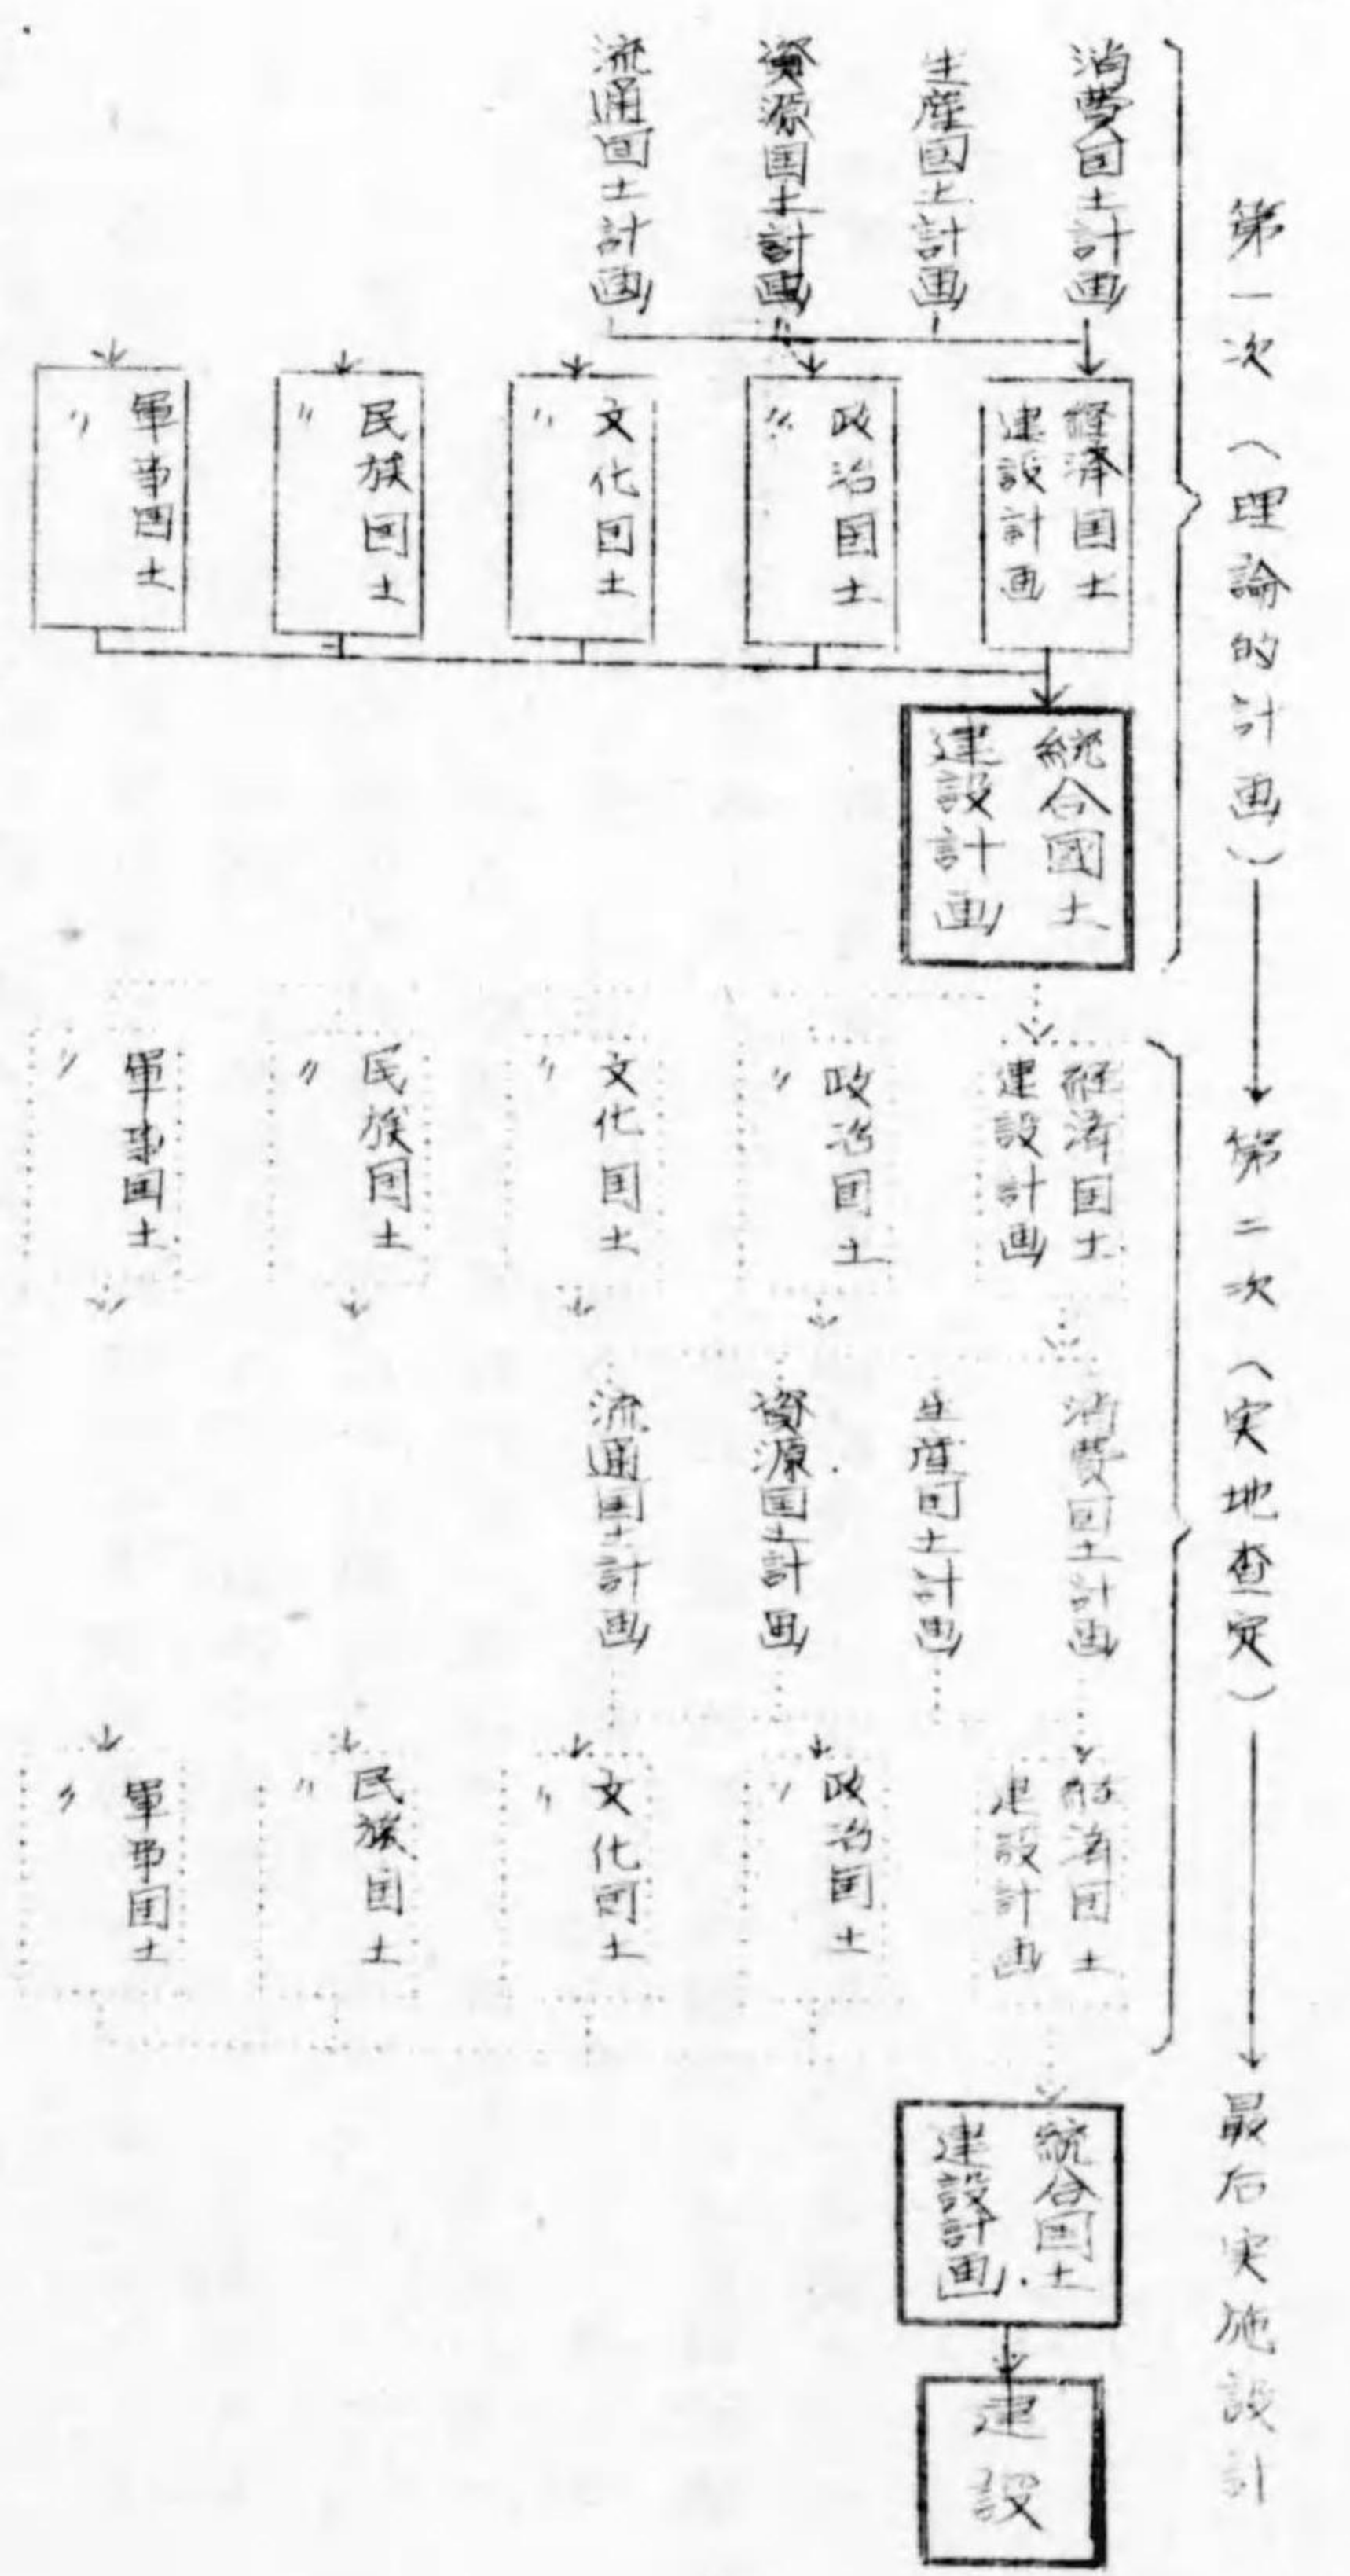 第一次（理論的計画）→第二次（実地査定）→最后実施設計
消費国土計画
生産国土計画
資源国土計画
流通国土計画
経済国土
建設計画
政治国土
〃
文化国土
〃
民族国土
〃
軍事国土
〃
統合國土
建設計画
経済国土
建設計画
政治国土
〃
文化国土
〃
民族国土
〃
軍事国土
〃
消費国土計画
生産国土計画
資源国土計画
流通国土計画
経済国土
建設計画
政治国土
〃
文化国土
〃
民族国土
〃
軍事国土
〃
統合国土
建設計画
建設